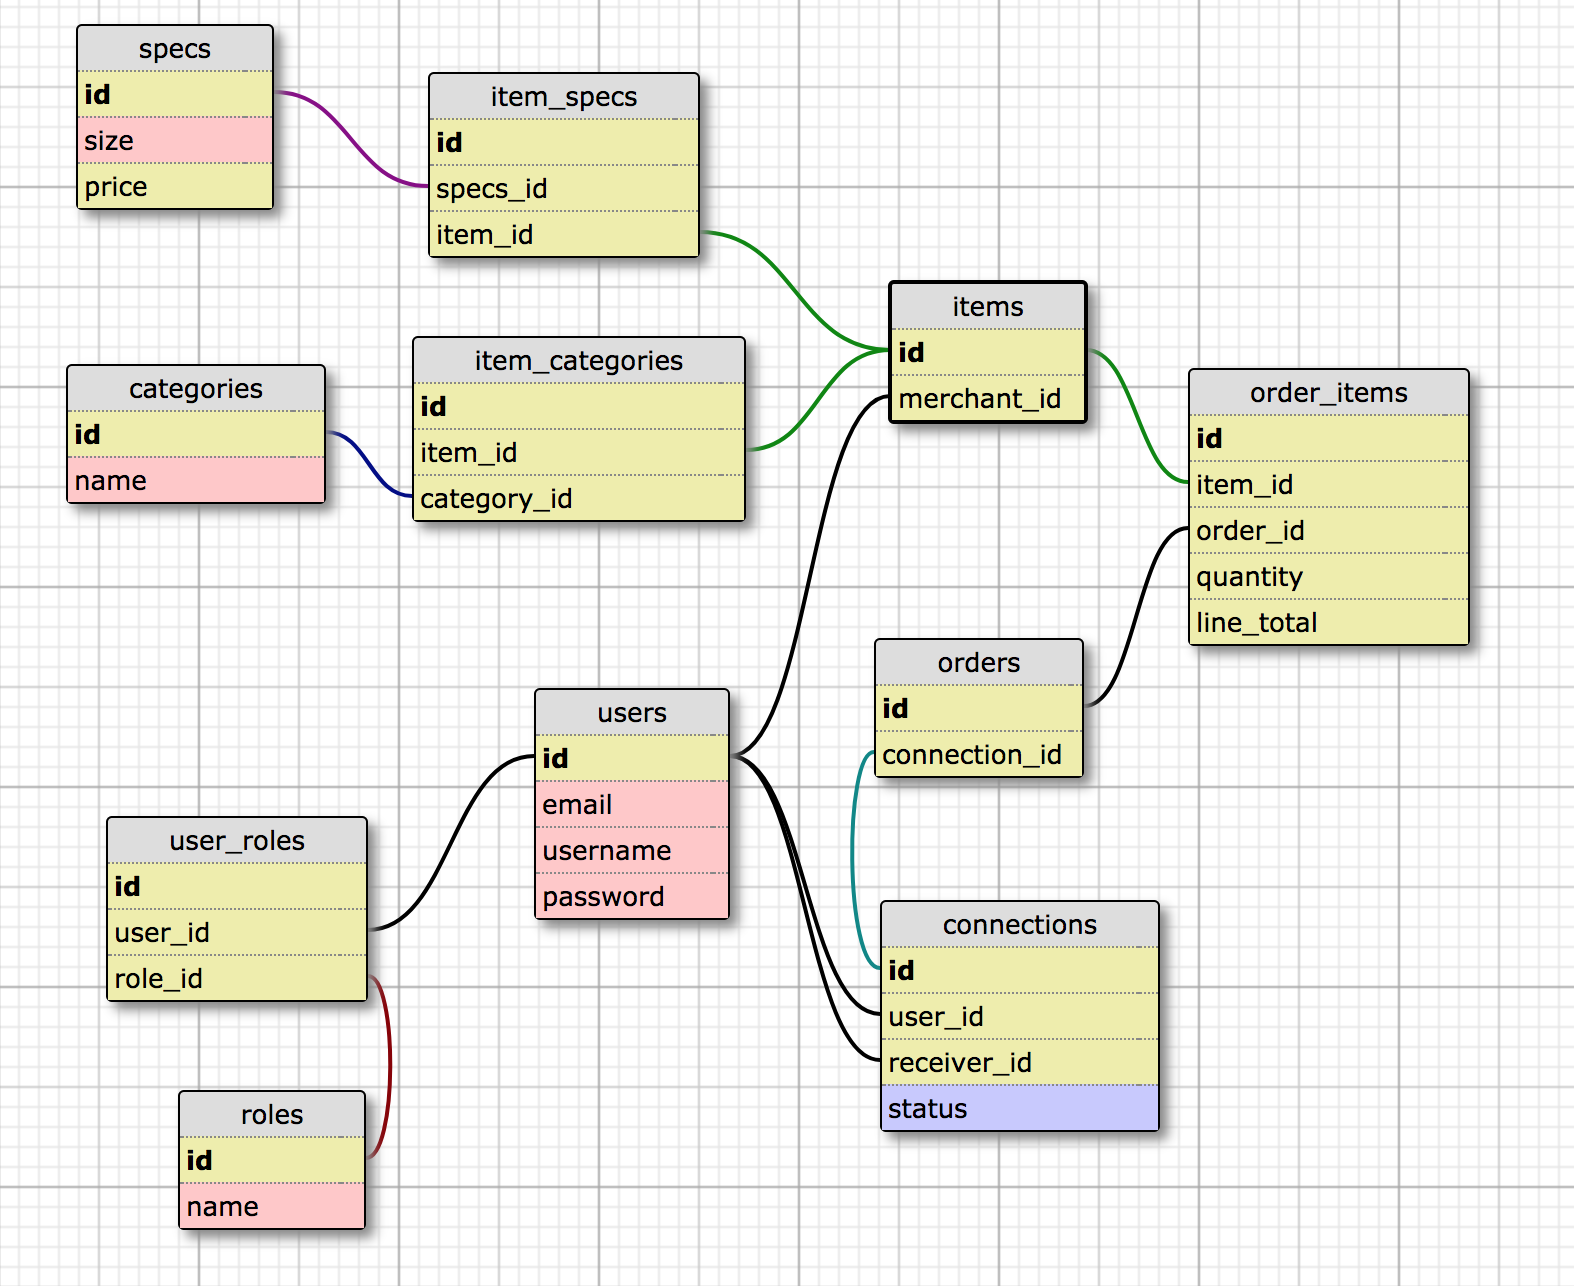 specs
id
size
price
item_specs
id
specs_id
item_id
items
id
merchant_id
categories
id
name
item_categories
id
item_id
category_id
order_items
id
item_id
order_id
quantity
line_total
orders
id
connection_id
users
id
email
username
password
user_roles
id
user_id
role_id
connections
id
user_id
receiver_id
status
roles
id
name